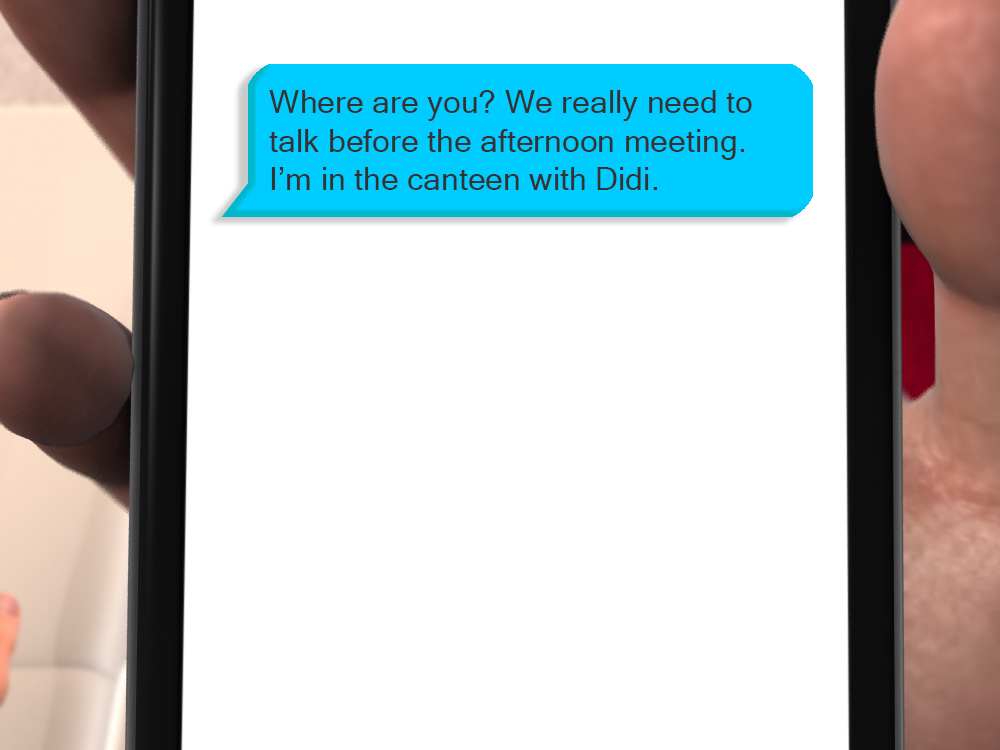 Where are you? We really need to
talk before the afternoon meeting.
I’m in the canteen with Didi.